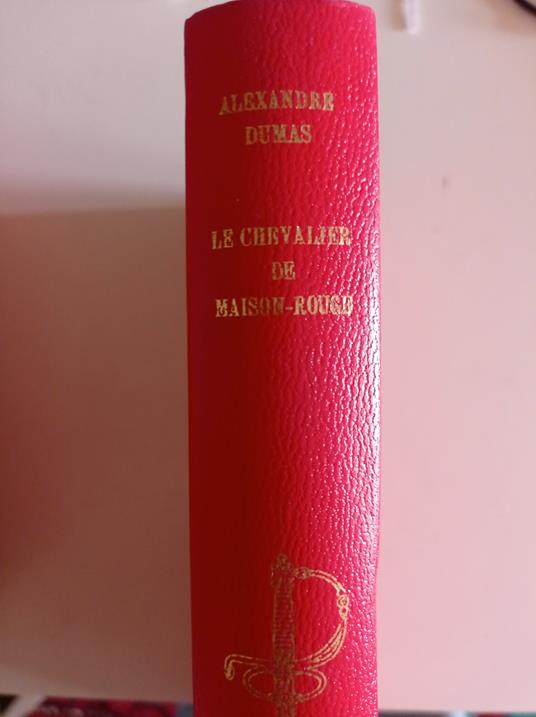 ALEXANDRE
DUMAS
LE CHEVALIER
DE
MAISON-ROUGE